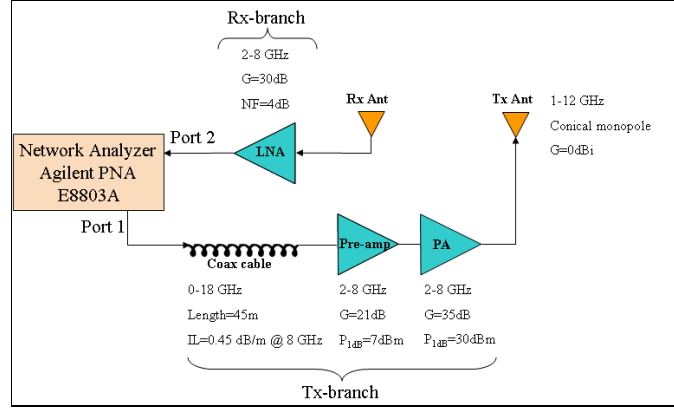 Rx-branch
2-8 GHz
G=30dB
NF=4dB
Rx Ant
Tx Ant
1-12 GHz
Conical monopole
G=0dBi
Port 2
LNA
Network Analyzer
Agilent PNA
E8803A
Port 1
Coax cable
Pre-amp
PA
0-18 GHz
Length=45m
IL=0.45 dB/m @ 8 GHz
2-8 GHz
G=21dB
P1dB=7dBm
2-8 GHz
G=35dB
P1dB=30dBm
Tx-branch